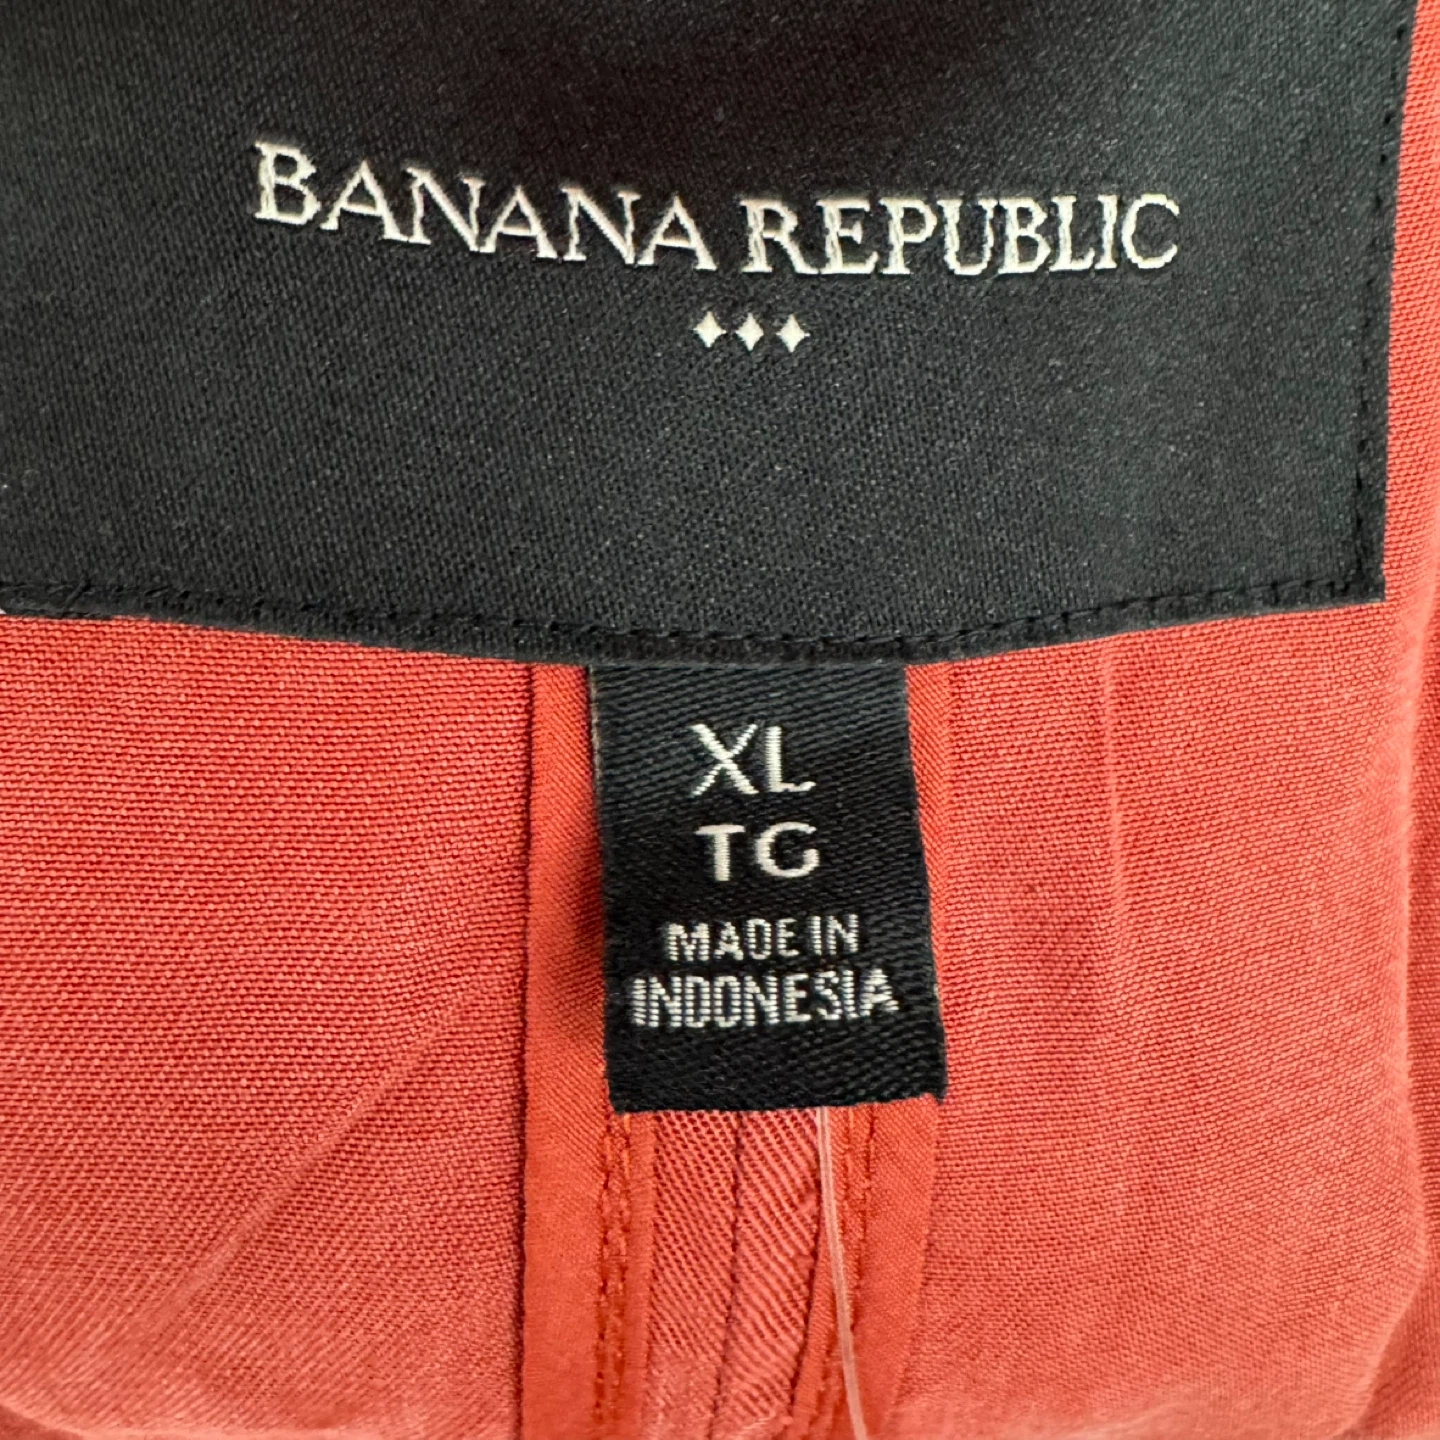 BANANA REPUBLIC
XL
TG
MADE IN
INDONESIA